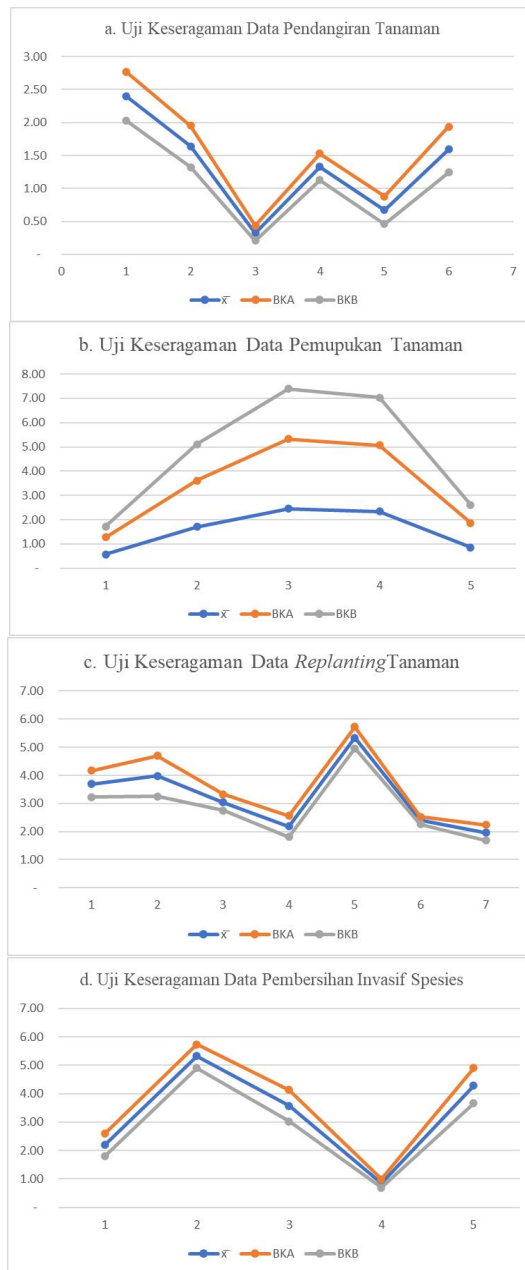 a. Uji Keseragaman Data Pendangiran Tanaman
3.00
2.50
2.00
1.50
1.00
0.50
-
0 1 2 3 4 5 6 7
x̄ BKA BKB
b. Uji Keseragaman Data Pemupukan Tanaman
8.00
7.00
6.00
5.00
4.00
3.00
2.00
1.00
-
1 2 3 4 5
x̄ BKA BKB
c. Uji Keseragaman Data ReplantingTanaman
7.00
6.00
5.00
4.00
3.00
2.00
1.00
-
1 2 3 4 5 6 7
x̄ BKA BKB
d. Uji Keseragaman Data Pembersihan Invasif Spesies
7.00
6.00
5.00
4.00
3.00
2.00
1.00
-
1 2 3 4 5
x̄ BKA BKB